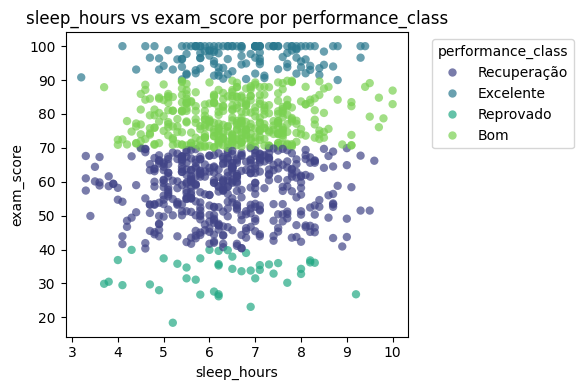 sleep_hours vs exam_score por performance_class
performance_class
Recuperação
Excelente
Reprovado
Bom
exam_score
100
90
80
70
60
50
40
30
20
3 4 5 6 7 8 9 10
sleep_hours